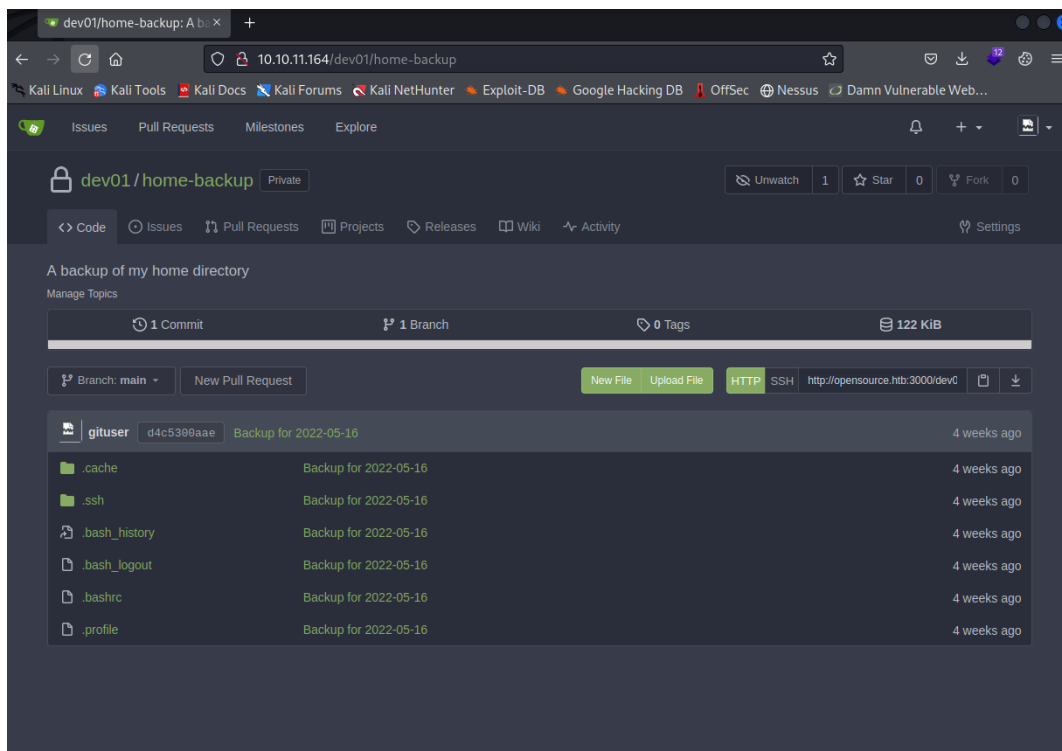 dev01/home-backup: A ba
10.10.11.164/dev01/home-backup
12
Kali Linux Kali Tools Kali Docs Kali Forums Kali NetHunter Exploit-DB Google Hacking DB OffSec Nessus Damn Vulnerable Web...
Issues Pull Requests Milestones Explore
dev01/home-backup Private Unwatch 1 Star 0 Fork 0
Code Issues Pull Requests Projects Releases Wiki Activity Settings
A backup of my home directory
Manage Topics
1 Commit 1 Branch 0 Tags 122 KiB
Branch: main New Pull Request New File Upload File HTTP SSH http://opensource.htb:3000/dev0
gituser d4c5300aae Backup for 2022-05-16 4 weeks ago
.cache Backup for 2022-05-16 4 weeks ago
.ssh Backup for 2022-05-16 4 weeks ago
.bash_history Backup for 2022-05-16 4 weeks ago
.bash_logout Backup for 2022-05-16 4 weeks ago
.bashrc Backup for 2022-05-16 4 weeks ago
.profile Backup for 2022-05-16 4 weeks ago